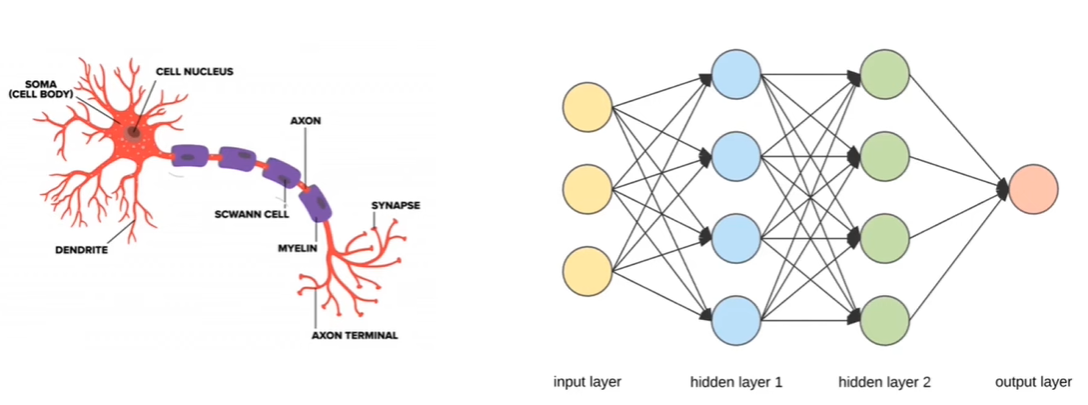 CELL NUCLEUS
SOMA
(CELL BODY)
AXON
SCWANN CELL
SYNAPSE
DENDRITE
MYELIN
AXON TERMINAL
input layer
hidden layer 1
hidden layer 2
output layer